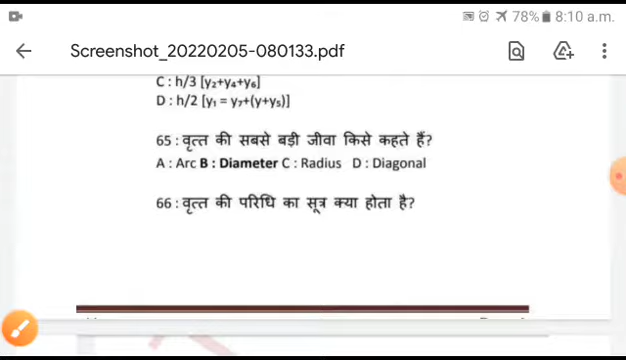 78% 8:10 a.m.
Screenshot_20220205-080133.pdf
C : h/3 [y₂+y₄+y₆]
D : h/2 [y₁ = y₇+(y+y₅)]
65 : वृत्त की सबसे बड़ी जीवा किसे कहते हैं?
A : Arc B : Diameter C : Radius D : Diagonal
66 : वृत्त की परिधि का सूत्र क्या होता है?